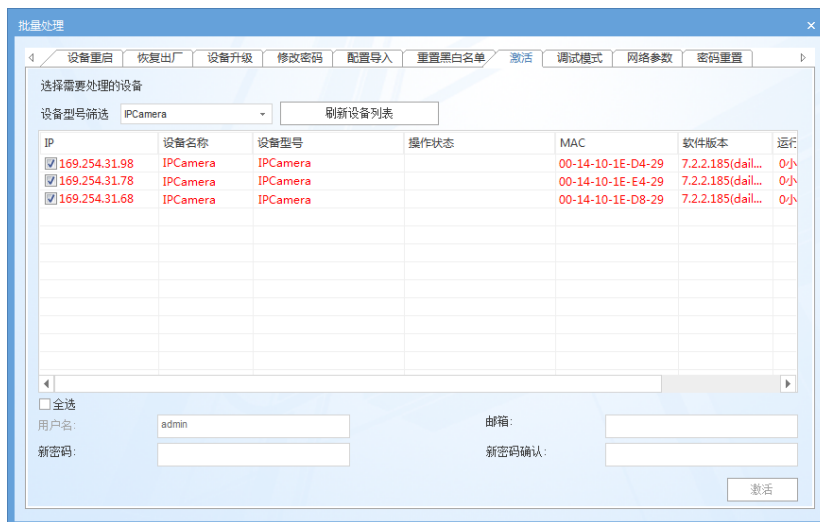 批量处理
设备重启 恢复出厂 设备升级 修改密码 配置导入 重置黑白名单 激活 调试模式 网络参数 密码重置
选择需要处理的设备
设备型号筛选 IPCamera 刷新设备列表
IP 设备名称 设备型号 操作状态 MAC 软件版本 运行
169.254.31.98 IPCamera IPCamera 00-14-10-1E-D4-29 7.2.2.185(dail... 0小
169.254.31.78 IPCamera IPCamera 00-14-10-1E-E4-29 7.2.2.185(dail... 0小
169.254.31.68 IPCamera IPCamera 00-14-10-1E-D8-29 7.2.2.185(dail... 0小
全选
用户名: admin 邮箱:
新密码: 新密码确认:
激活